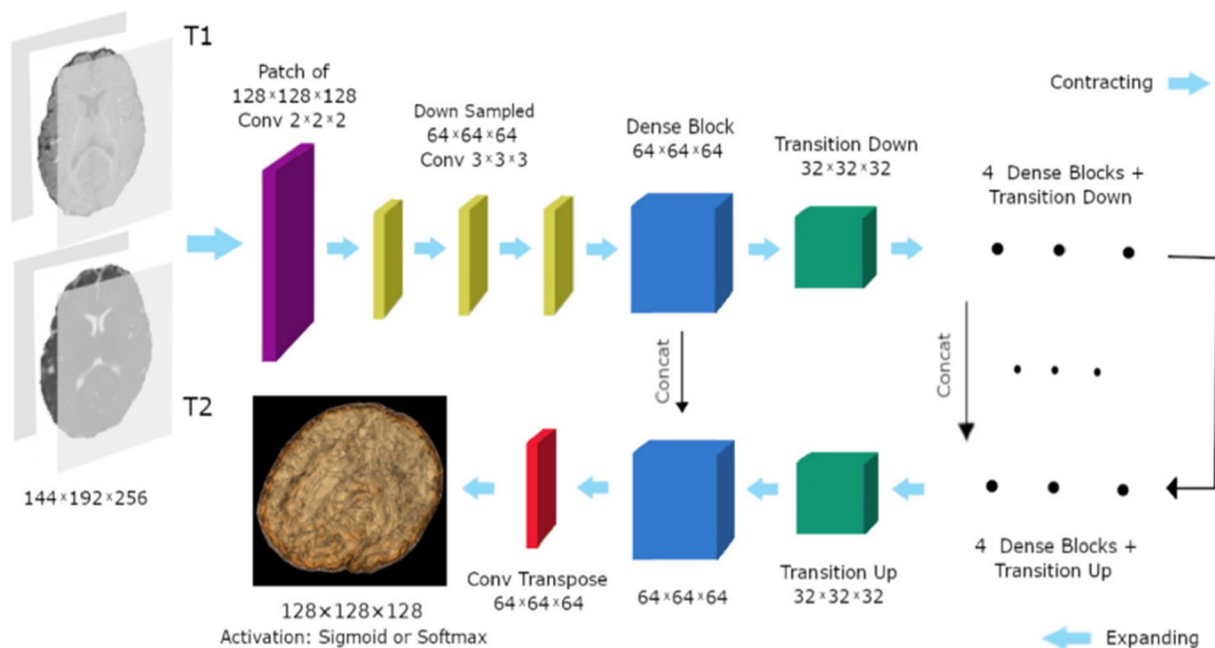 T1
Patch of
128×128×128
Conv 2×2×2
Down Sampled
64×64×64
Conv 3×3×3
Dense Block
64×64×64
Transition Down
32×32×32
Contracting
4 Dense Blocks +
Transition Down
T2
144×192×256
Concat
Concat
128×128×128
Activation: Sigmoid or Softmax
Conv Transpose
64×64×64
64×64×64
Transition Up
32×32×32
4 Dense Blocks +
Transition Up
Expanding